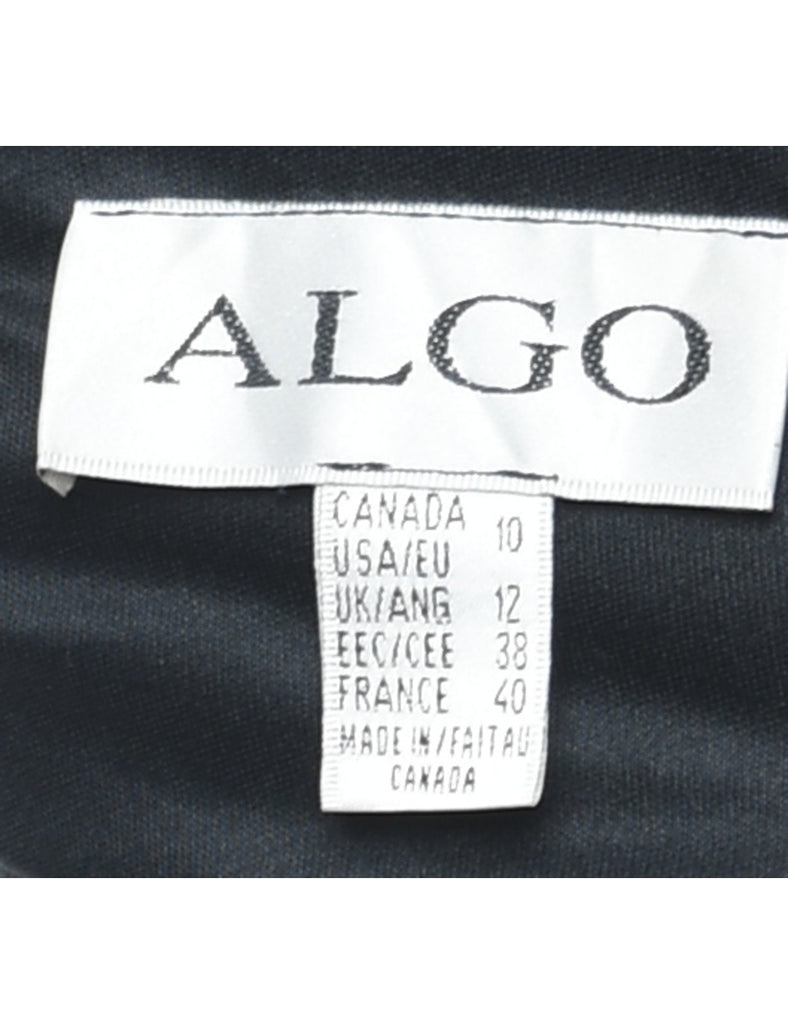 ALGO
CANADA 10
USA/EU
UK/ANG 12
EEC/CEE 38
FRANCE 40
MADE IN/FAIT AU
CANADA